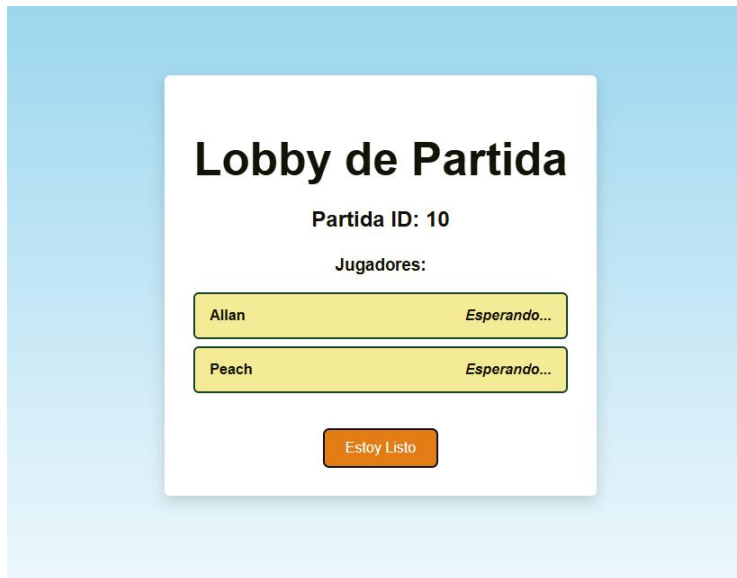 Lobby de Partida
Partida ID: 10
Jugadores:
Allan Esperando...
Peach Esperando...
Estoy Listo